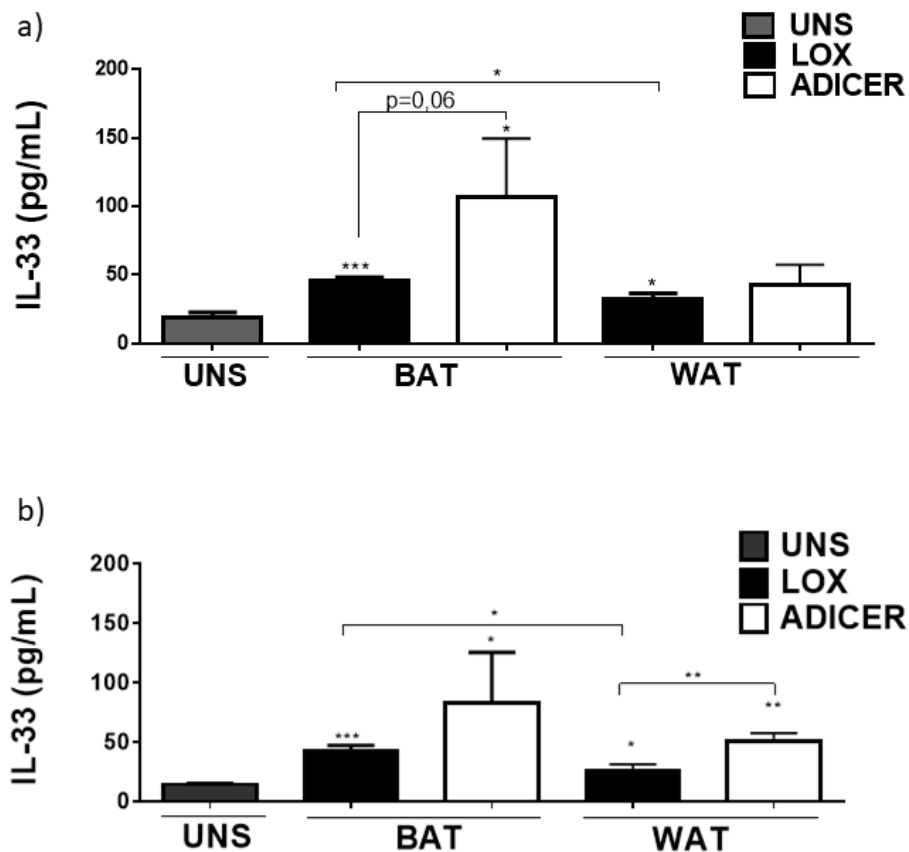 a)
UNS
LOX
ADICER
IL-33 (pg/mL)
200
150
100
50
0
*
p=0,06
*
***
*
UNS BAT WAT
b)
UNS
LOX
ADICER
IL-33 (pg/mL)
200
150
100
50
0
*
*
**
**
***
*
UNS BAT WAT